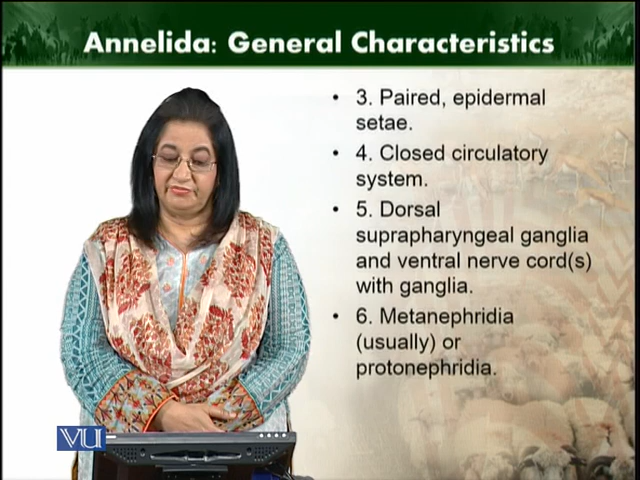 Annelida: General Characteristics
• 3. Paired, epidermal
setae.
• 4. Closed circulatory
system.
• 5. Dorsal
suprapharyngeal ganglia
and ventral nerve cord(s)
with ganglia.
• 6. Metanephridia
(usually) or
protonephridia.
VU